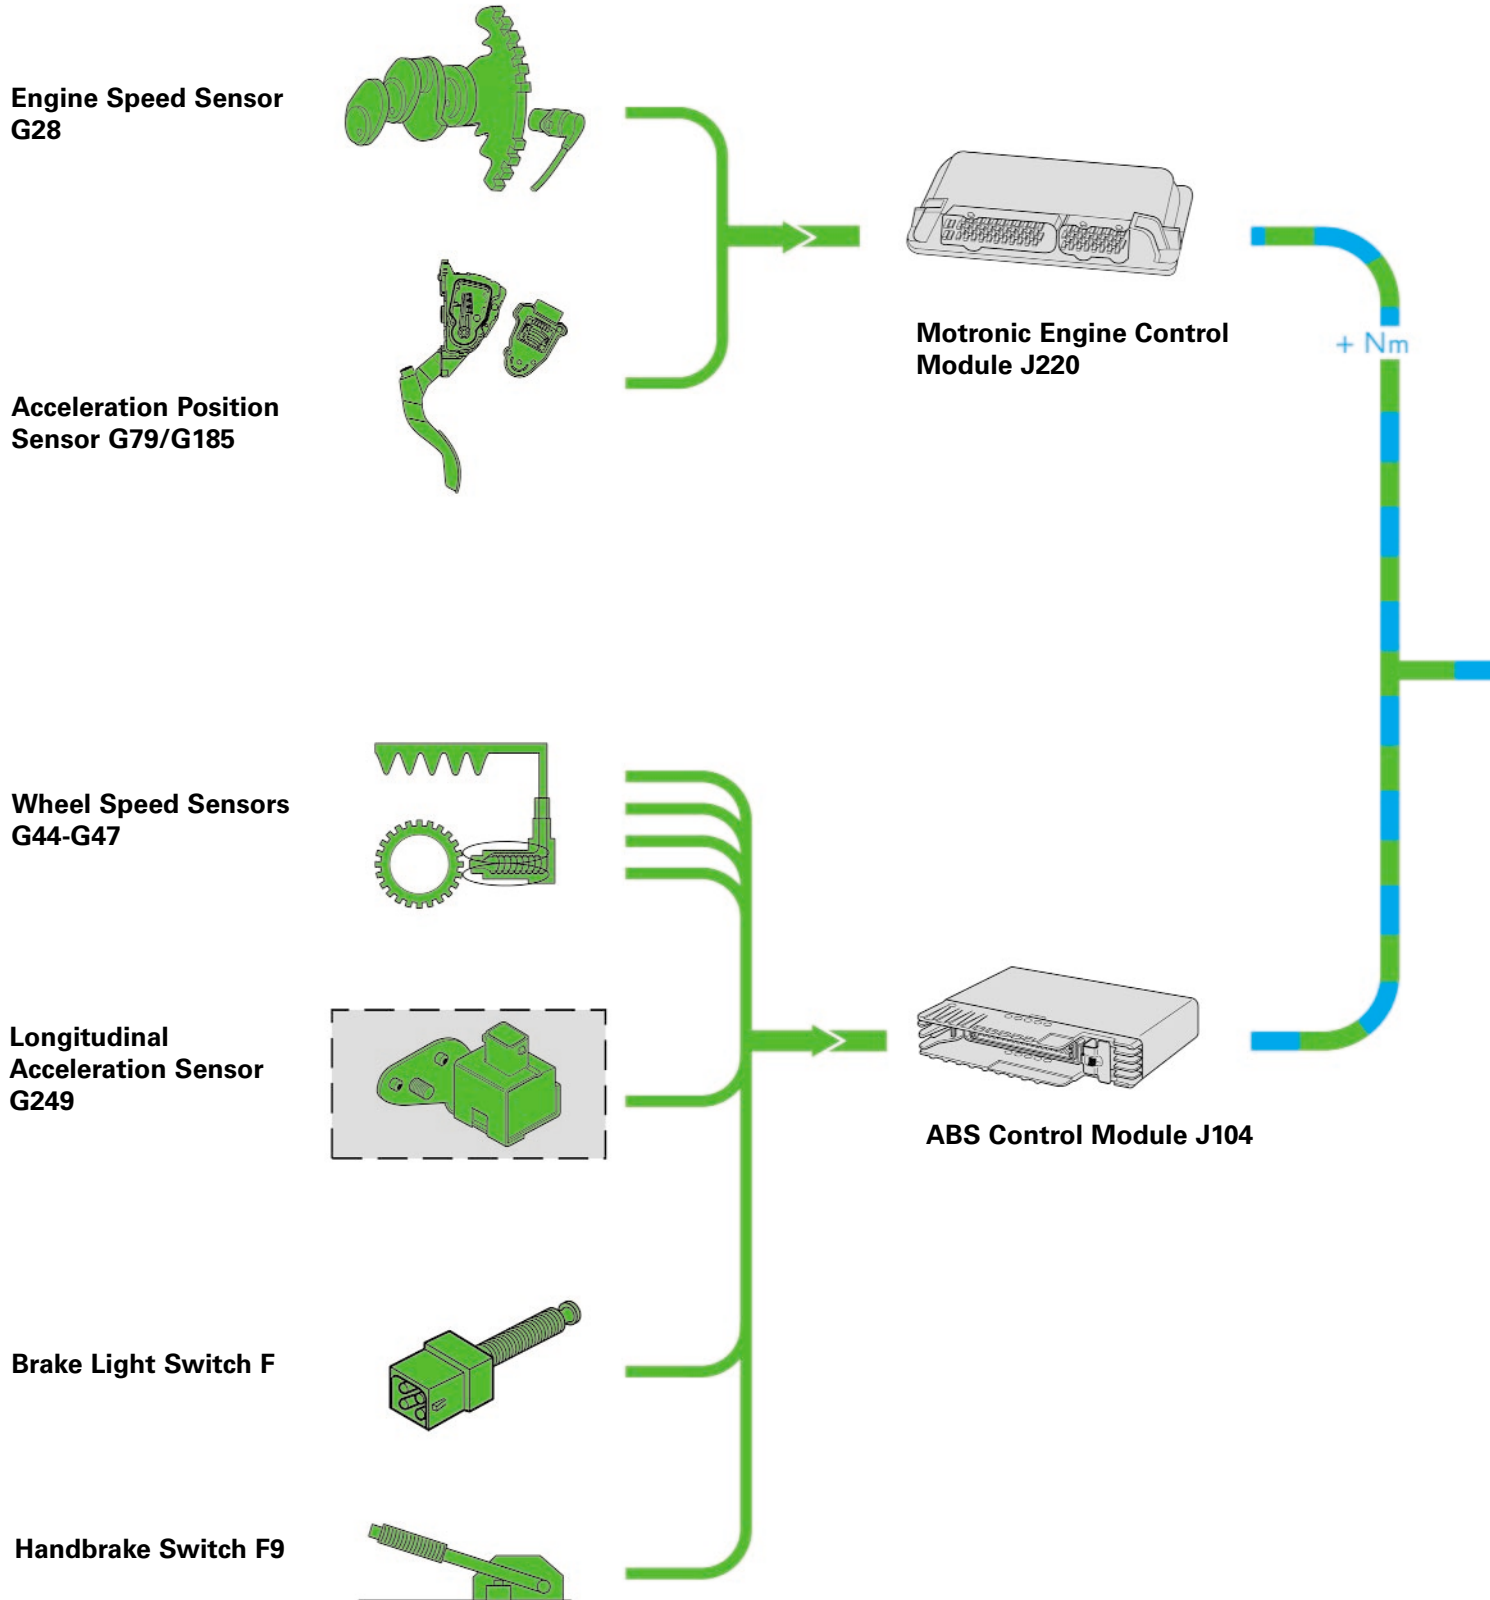 Engine Speed Sensor
G28
Motronic Engine Control
Module J220
+ Nm
Acceleration Position
Sensor G79/G185
Wheel Speed Sensors
G44-G47
Longitudinal
Acceleration Sensor
G249
ABS Control Module J104
Brake Light Switch F
Handbrake Switch F9